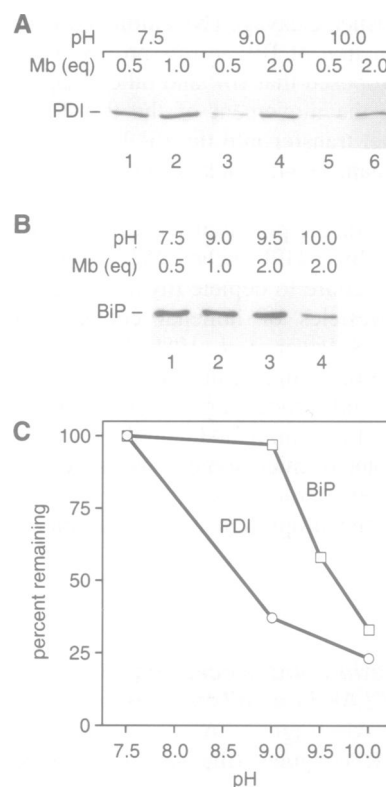 A
pH 7.5 9.0 10.0
Mb (eq) 0.5 1.0 0.5 2.0 0.5 2.0
PDI –
1 2 3 4 5 6
B
pH 7.5 9.0 9.5 10.0
Mb (eq) 0.5 1.0 2.0 2.0
BiP –
1 2 3 4
C
100
BiP
75
PDI
50
25
0
percent remaining
7.5 8.0 8.5 9.0 9.5 10.0
pH